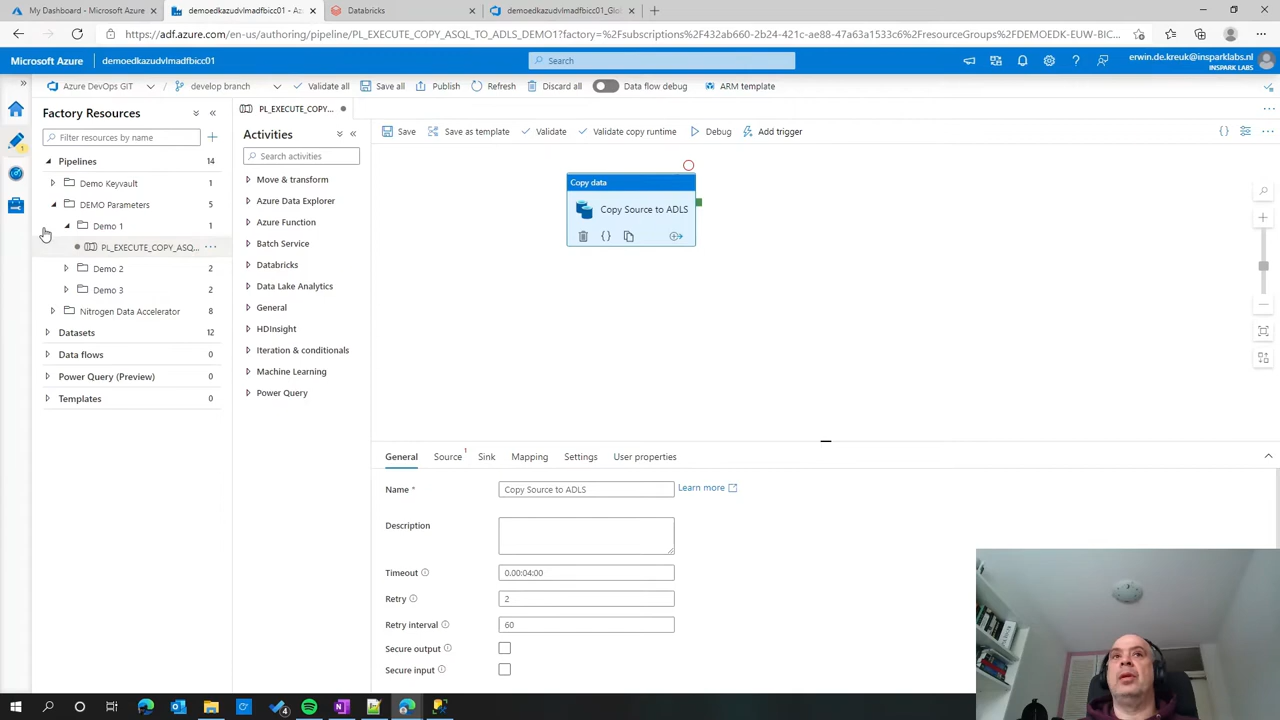 My Dashboard - Microsoft Azure
demoedkazudvlmadfbicc01 - Az
Databricks
demoedkazudvlmadfbicc01_Glo
https://adf.azure.com/en-us/authoring/pipeline/PL_EXECUTE_COPY_ASQL_TO_ADLS_DEMO1?factory=%2Fsubscriptions%2F432ab660-2b24-421c-ae88-47a63a1533c6%2FresourceGroups%2FDEMOEDK-EUW-BIC...
Microsoft Azure
demoedkazudvlmadfbicc01
Search
erwin.de.kreuk@insparklabs.nl
INSPARK LABS
Azure DevOps GIT
develop branch
Validate all
Save all
Publish
Refresh
Discard all
Data flow debug
ARM template
Factory Resources
PL_EXECUTE_COPY...
Filter resources by name
Activities
Save
Save as template
Validate
Validate copy runtime
Debug
Add trigger
Search activities
Pipelines 14
Demo Keyvault 1
DEMO Parameters 5
Demo 1 1
PL_EXECUTE_COPY_ASQ... ···
Demo 2 2
Demo 3 2
Nitrogen Data Accelerator 8
Datasets 12
Data flows 0
Power Query (Preview) 0
Templates 0
Move & transform
Azure Data Explorer
Azure Function
Batch Service
Databricks
Data Lake Analytics
General
HDInsight
Iteration & conditionals
Machine Learning
Power Query
Copy data
Copy Source to ADLS
General
Source 1
Sink
Mapping
Settings
User properties
Name *
Copy Source to ADLS
Learn more
Description
Timeout
0.00:04:00
Retry
2
Retry interval
60
Secure output
Secure input